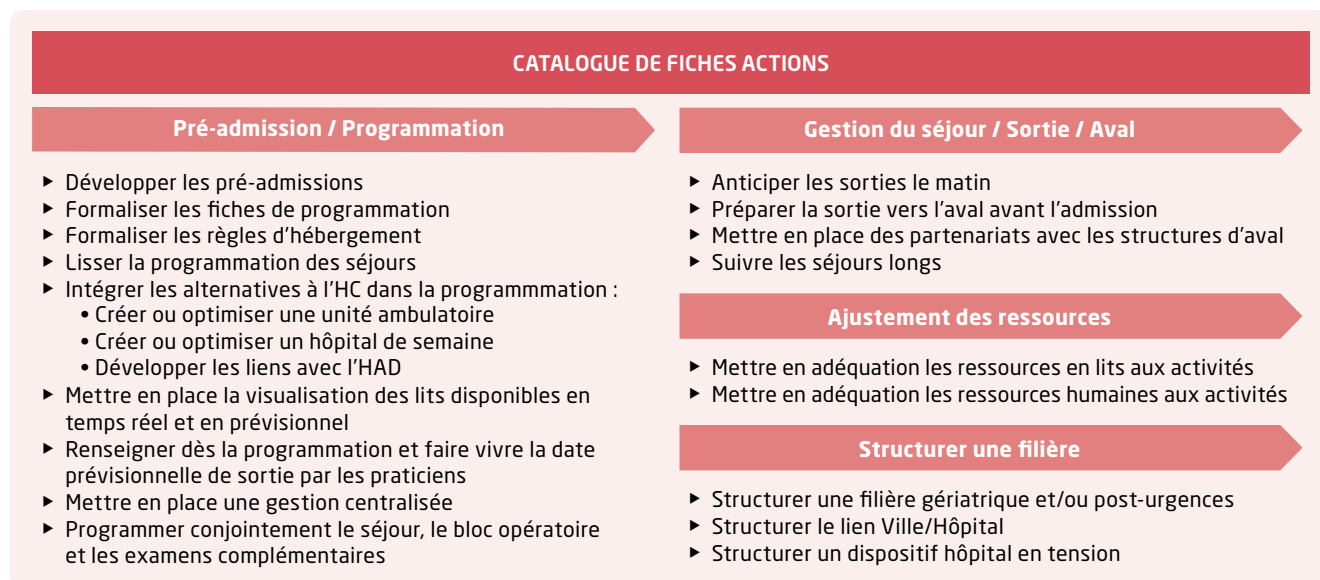 CATALOGUE DE FICHES ACTIONS
Pré-admission / Programmation
▸ Développer les pré-admissions
▸ Formaliser les fiches de programmation
▸ Formaliser les règles d'hébergement
▸ Lisser la programmation des séjours
▸ Intégrer les alternatives à l'HC dans la programmmation :
• Créer ou optimiser une unité ambulatoire
• Créer ou optimiser un hôpital de semaine
• Développer les liens avec l'HAD
▸ Mettre en place la visualisation des lits disponibles en
temps réel et en prévisionnel
▸ Renseigner dès la programmation et faire vivre la date
prévisionnelle de sortie par les praticiens
▸ Mettre en place une gestion centralisée
▸ Programmer conjointement le séjour, le bloc opératoire
et les examens complémentaires
Gestion du séjour / Sortie / Aval
▸ Anticiper les sorties le matin
▸ Préparer la sortie vers l'aval avant l'admission
▸ Mettre en place des partenariats avec les structures d'aval
▸ Suivre les séjours longs
Ajustement des ressources
▸ Mettre en adéquation les ressources en lits aux activités
▸ Mettre en adéquation les ressources humaines aux activités
Structurer une filière
▸ Structurer une filière gériatrique et/ou post-urgences
▸ Structurer le lien Ville/Hôpital
▸ Structurer un dispositif hôpital en tension